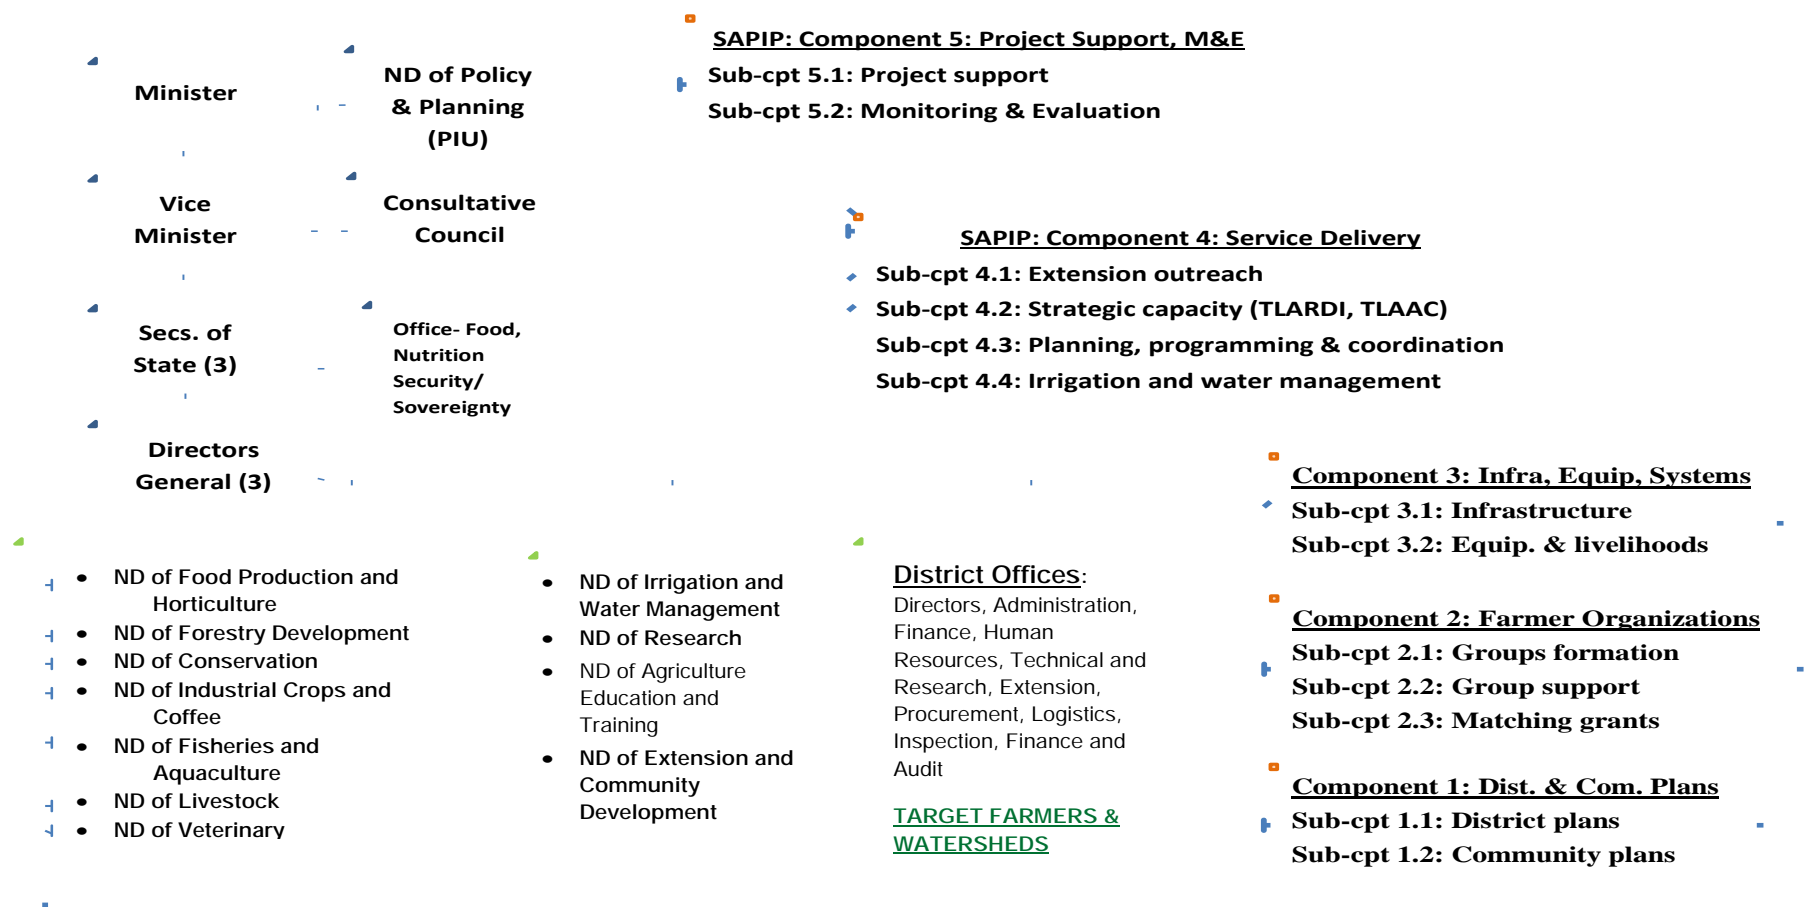 Minister
ND of Policy
& Planning
(PIU)
SAPIP: Component 5: Project Support, M&E
Sub-cpt 5.1: Project support
Sub-cpt 5.2: Monitoring & Evaluation
Vice
Minister
Consultative
Council
SAPIP: Component 4: Service Delivery
Sub-cpt 4.1: Extension outreach
Sub-cpt 4.2: Strategic capacity (TLARDI, TLAAC)
Sub-cpt 4.3: Planning, programming & coordination
Sub-cpt 4.4: Irrigation and water management
Secs. of
State (3)
Office- Food,
Nutrition
Security/
Sovereignty
Directors
General (3)
• ND of Food Production and
Horticulture
• ND of Forestry Development
• ND of Conservation
• ND of Industrial Crops and
Coffee
• ND of Fisheries and
Aquaculture
• ND of Livestock
• ND of Veterinary
• ND of Irrigation and
Water Management
• ND of Research
• ND of Agriculture
Education and
Training
• ND of Extension and
Community
Development
District Offices:
Directors, Administration,
Finance, Human
Resources, Technical and
Research, Extension,
Procurement, Logistics,
Inspection, Finance and
Audit
TARGET FARMERS &
WATERSHEDS
Component 3: Infra, Equip, Systems
Sub-cpt 3.1: Infrastructure
Sub-cpt 3.2: Equip. & livelihoods
Component 2: Farmer Organizations
Sub-cpt 2.1: Groups formation
Sub-cpt 2.2: Group support
Sub-cpt 2.3: Matching grants
Component 1: Dist. & Com. Plans
Sub-cpt 1.1: District plans
Sub-cpt 1.2: Community plans